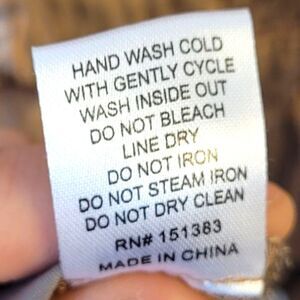 HAND WASH COLD
WITH GENTLY CYCLE
WASH INSIDE OUT
DO NOT BLEACH
LINE DRY
DO NOT IRON
DO NOT STEAM IRON
DO NOT DRY CLEAN
RN# 151383
MADE IN CHINA